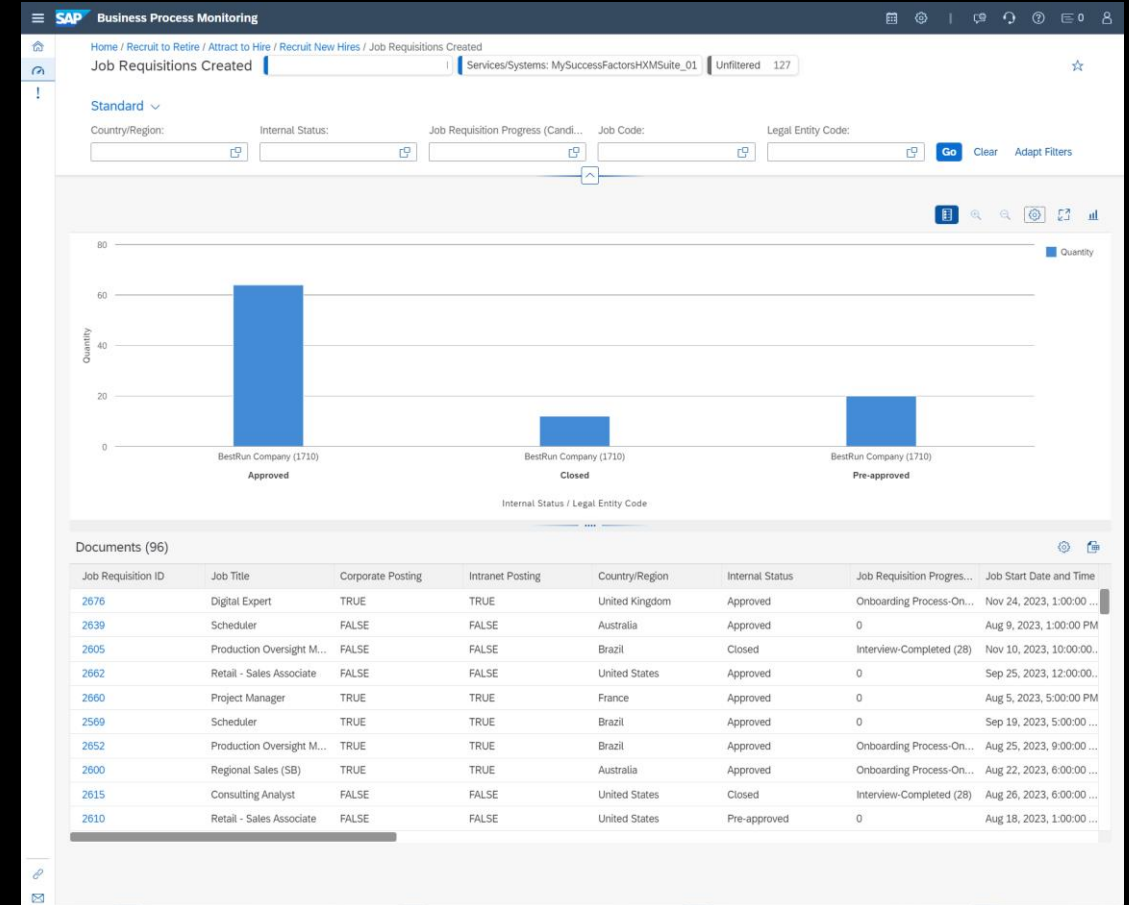 SAP Business Process Monitoring 0
Home / Recruit to Retire / Attract to Hire / Recruit New Hires / Job Requisitions Created
Job Requisitions Created Services/Systems: MySuccessFactorsHXMSuite_01 Unfiltered 127
Standard
Country/Region: Internal Status: Job Requisition Progress (Candi... Job Code: Legal Entity Code:
Go Clear Adapt Filters
80
Quantity
60
Quantity
40
20
0
BestRun Company (1710) BestRun Company (1710) BestRun Company (1710)
Approved Closed Pre-approved
Internal Status / Legal Entity Code
Documents (96)
Job Requisition ID Job Title Corporate Posting Intranet Posting Country/Region Internal Status Job Requisition Progres... Job Start Date and Time
2676 Digital Expert TRUE TRUE United Kingdom Approved Onboarding Process-On... Nov 24, 2023, 1:00:00 ...
2639 Scheduler FALSE FALSE Australia Approved 0 Aug 9, 2023, 1:00:00 PM
2605 Production Oversight M... FALSE FALSE Brazil Closed Interview-Completed (28) Nov 10, 2023, 10:00:00...
2662 Retail - Sales Associate FALSE FALSE United States Approved 0 Sep 25, 2023, 12:00:00...
2660 Project Manager TRUE TRUE France Approved 0 Aug 5, 2023, 5:00:00 PM
2569 Scheduler TRUE TRUE Brazil Approved 0 Sep 19, 2023, 5:00:00 ...
2652 Production Oversight M... TRUE TRUE Brazil Approved Onboarding Process-On... Aug 25, 2023, 9:00:00 ...
2600 Regional Sales (SB) TRUE TRUE Australia Approved Onboarding Process-On... Aug 22, 2023, 6:00:00 ...
2615 Consulting Analyst FALSE FALSE United States Closed Interview-Completed (28) Aug 26, 2023, 6:00:00 ...
2610 Retail - Sales Associate FALSE FALSE United States Pre-approved 0 Aug 18, 2023, 1:00:00 ...